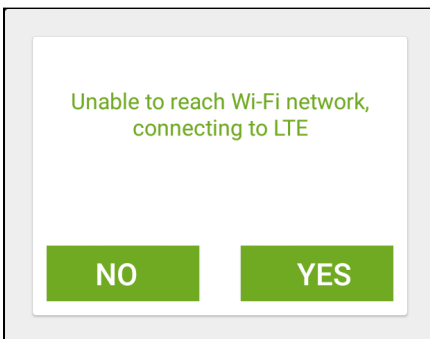 Unable to reach Wi-Fi network,
connecting to LTE
NO
YES